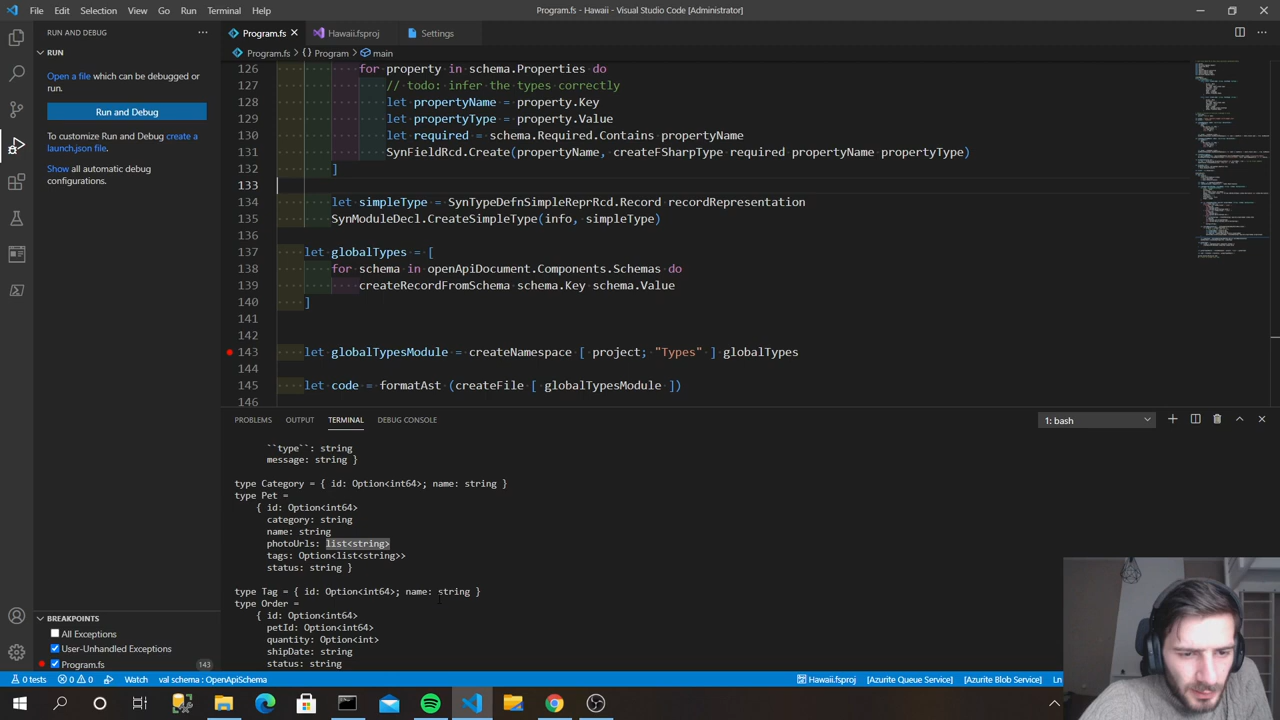 File Edit Selection View Go Run Terminal Help
Program.fs - Hawaii - Visual Studio Code [Administrator]
RUN AND DEBUG
RUN
Open a file which can be debugged or
run.
Run and Debug
To customize Run and Debug create a
launch.json file.
Show all automatic debug
configurations.
Program.fs
Hawaii.fsproj
Settings
Program.fs > {} Program > main
126 for property in schema.Properties do
127 // todo: infer the types correctly
128 let propertyName = property.Key
129 let propertyType = property.Value
130 let required = schema.Required.Contains propertyName
131 SynFieldRcd.Create(propertyName, createFSharpType required propertyName propertyType)
132 ]
133
134 let simpleType = SynTypeDefnSimpleReprRcd.Record recordRepresentation
135 SynModuleDecl.CreateSimpleType(info, simpleType)
136
137 let globalTypes = [
138 for schema in openApiDocument.Components.Schemas do
139 createRecordFromSchema schema.Key schema.Value
140 ]
141
142
143 let globalTypesModule = createNamespace [ project; "Types" ] globalTypes
144
145 let code = formatAst (createFile [ globalTypesModule ])
146
PROBLEMS OUTPUT TERMINAL DEBUG CONSOLE
1: bash
``type``: string
message: string }
type Category = { id: Option<int64>; name: string }
type Pet =
{ id: Option<int64>
category: string
name: string
photoUrls: list<string>
tags: Option<list<string>>
status: string }
type Tag = { id: Option<int64>; name: string }
type Order =
{ id: Option<int64>
petId: Option<int64>
quantity: Option<int>
shipDate: string
status: string
BREAKPOINTS
All Exceptions
User-Unhandled Exceptions
Program.fs 143
0 tests 0 0 Watch val schema : OpenApiSchema
Hawaii.fsproj [Azurite Queue Service] [Azurite Blob Service] Ln